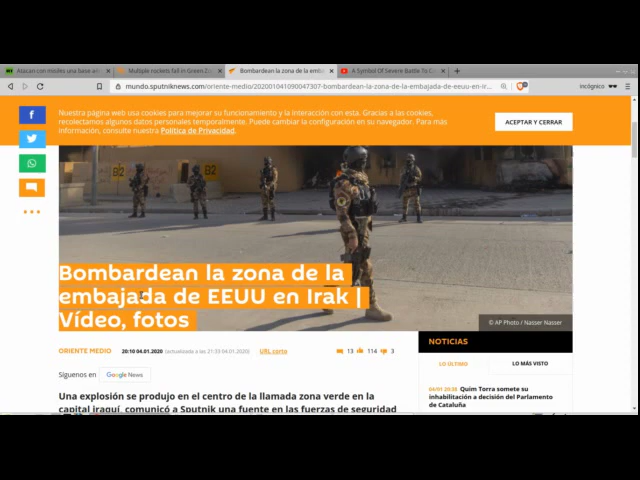 Atacan con misiles una base a
Multiple rockets fall in Green Z
Bombardean la zona de la emba
A Symbol Of Severe Battle To C
mundo.sputniknews.com/oriente-medio/202001041090047307-bombardean-la-zona-de-la-embajada-de-eeuu-en-ir...
Incógnito
Nuestra página web usa cookies para mejorar su funcionamiento y la interacción con esta. Gracias a las cookies,
recolectamos algunos datos personales temporalmente. Puede cambiar la configuración en su navegador. Para más
información, consulte nuestra Política de Privacidad.
ACEPTAR Y CERRAR
B2
B2
Bombardean la zona de la
embajada de EEUU en Irak |
Vídeo, fotos
© AP Photo / Nasser Nasser
ORIENTE MEDIO
20:10 04.01.2020 (actualizada a las 21:33 04.01.2020)
URL corto
13 114 3
NOTICIAS
LO ÚLTIMO
LO MÁS VISTO
Síguenos en
Google News
04/01 20:38 Quim Torra somete su
inhabilitación a decisión del Parlamento
de Cataluña
Una explosión se produjo en el centro de la llamada zona verde en la
capital iraquí, comunicó a Sputnik una fuente en las fuerzas de seguridad